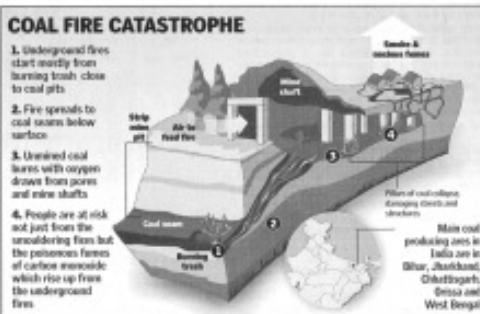 COAL FIRE CATASTROPHE
1. Underground fires
start mostly from
burning trash close
to coal pits
2. Fire spreads to
coal seams below
surface
3. Unmined coal
burns with oxygen
drawn from pores
and mine shafts
4. People are at risk
not just from the
smouldering fires but
the poisonous fumes
of carbon monoxide
which rise up from
the underground
fires
Smoke &
noxious fumes
Mine
shaft
Strip
mine
pit
Air to
feed fire
4
3
Pillars of coal collapse,
damaging streets and
structures
Coal seam
1
2
Burning
trash
Main coal
producing ares in
India are in
Bihar, Jharkhand,
Chhattisgarh,
Orissa and
West Bengal